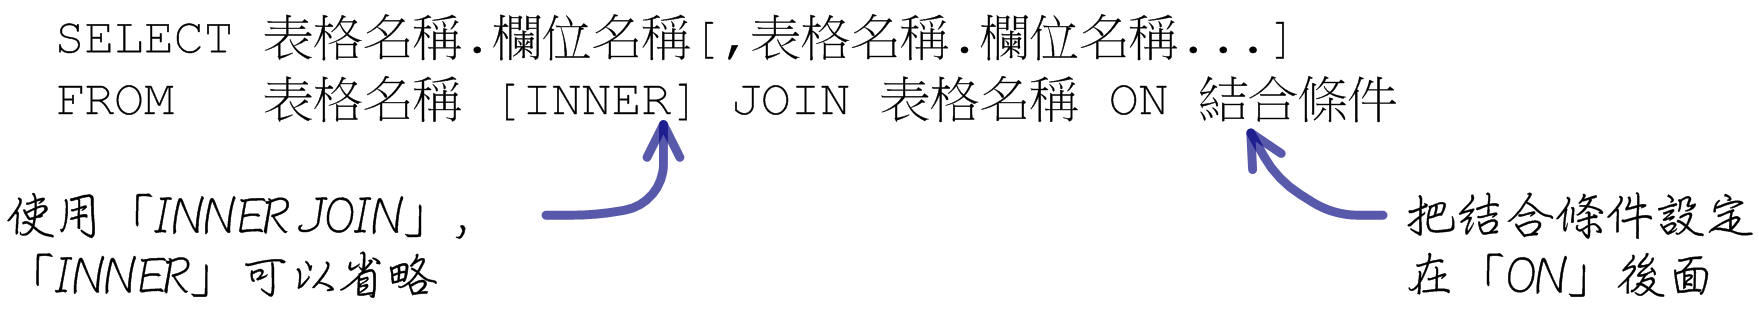 SELECT 表格名稱.欄位名稱[,表格名稱.欄位名稱...]
FROM 表格名稱 [INNER] JOIN 表格名稱 ON 結合條件
使用「INNER JOIN」,
「INNER」可以省略
把结合條件設定
在「ON」後面